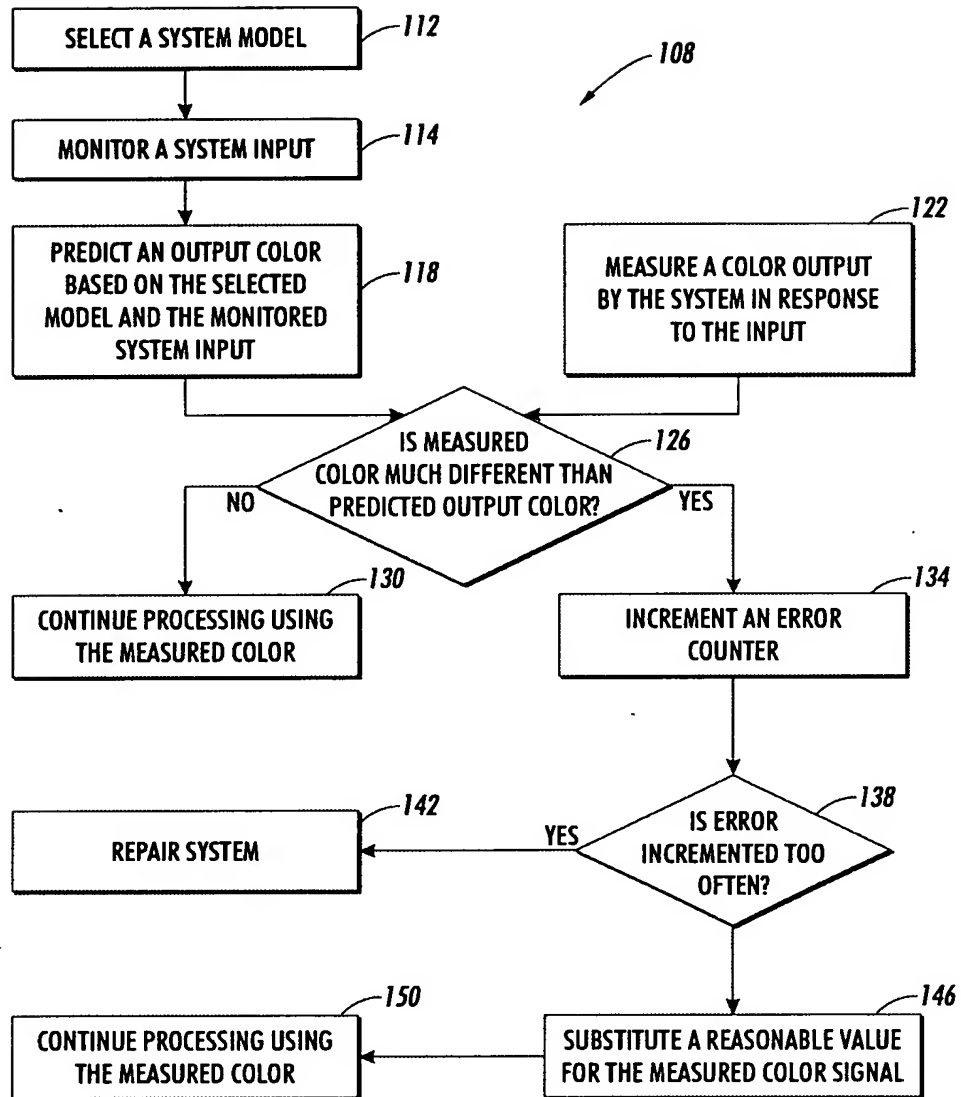 SELECT A SYSTEM MODEL
112
108
MONITOR A SYSTEM INPUT
114
PREDICT AN OUTPUT COLOR
BASED ON THE SELECTED
MODEL AND THE MONITORED
SYSTEM INPUT
118
122
MEASURE A COLOR OUTPUT
BY THE SYSTEM IN RESPONSE
TO THE INPUT
IS MEASURED
COLOR MUCH DIFFERENT THAN
PREDICTED OUTPUT COLOR?
126
NO
YES
130
CONTINUE PROCESSING USING
THE MEASURED COLOR
134
INCREMENT AN ERROR
COUNTER
138
IS ERROR
INCREMENTED TOO
OFTEN?
YES
142
REPAIR SYSTEM
146
SUBSTITUTE A REASONABLE VALUE
FOR THE MEASURED COLOR SIGNAL
150
CONTINUE PROCESSING USING
THE MEASURED COLOR